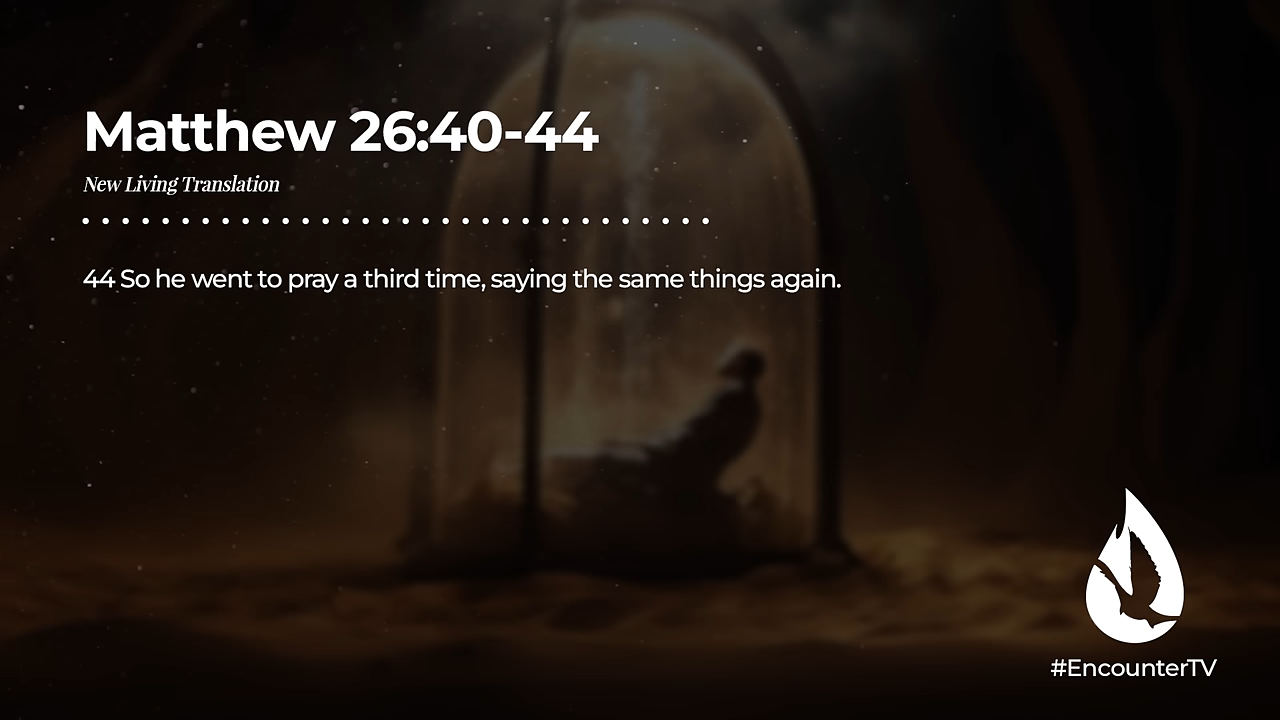 Matthew 26:40-44
New Living Translation
44 So he went to pray a third time, saying the same things again.
#EncounterTV